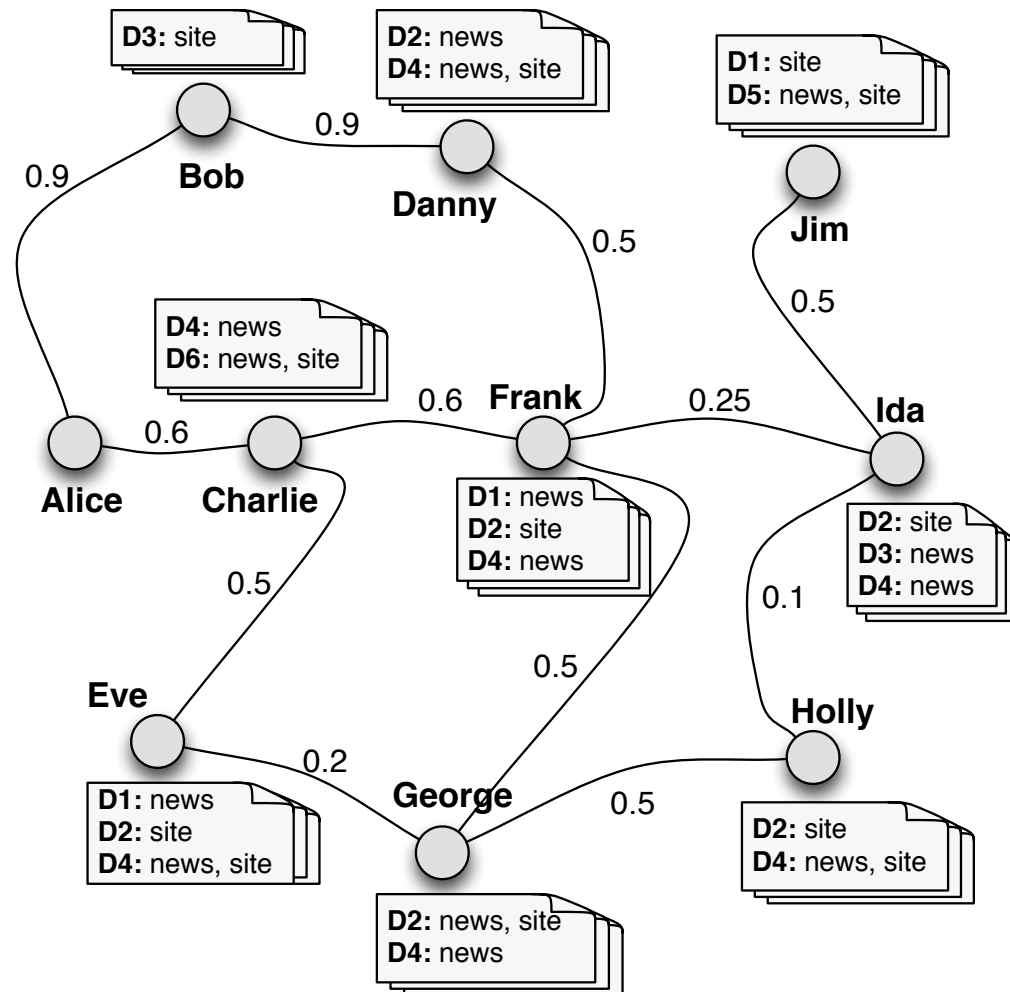 D3: site
D2: news
D4: news, site
D1: site
D5: news, site
0.9
0.9
Bob
Danny
Jim
0.5
0.5
D4: news
D6: news, site
0.6
0.6
Frank
0.25
Ida
Alice
Charlie
D1: news
D2: site
D4: news
D2: site
D3: news
D4: news
0.5
0.1
0.5
Eve
Holly
0.2
George
0.5
D1: news
D2: site
D4: news, site
D2: site
D4: news, site
D2: news, site
D4: news